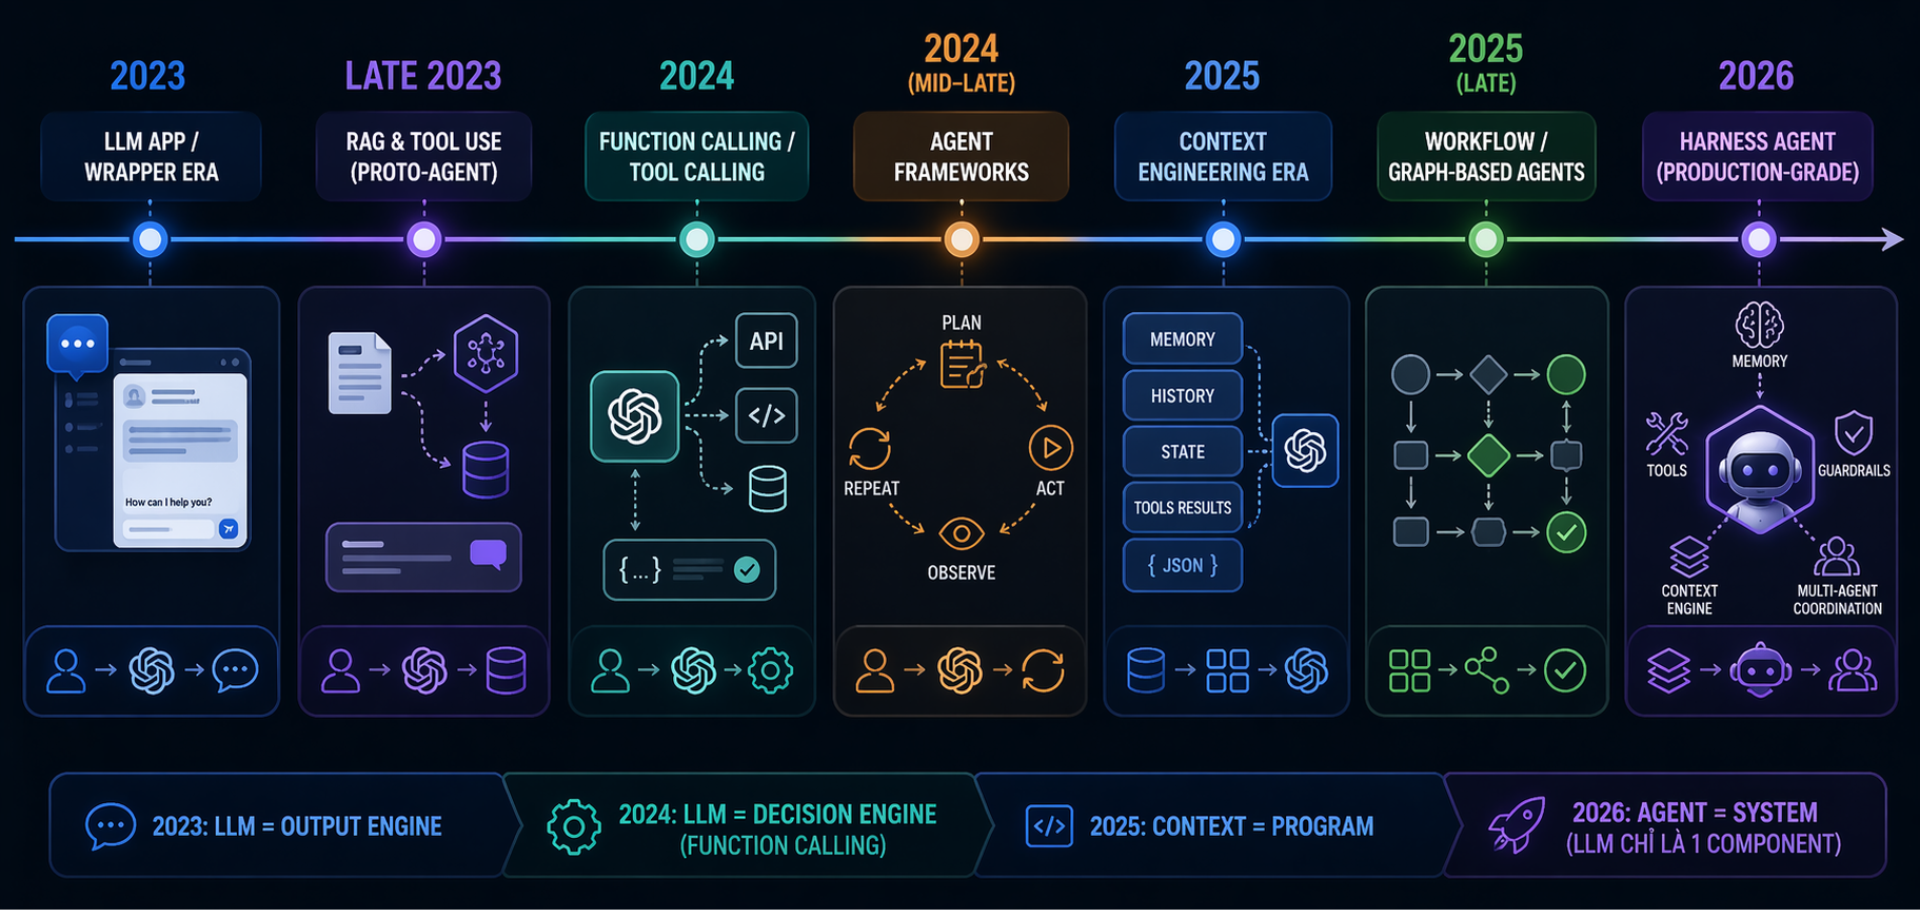 2023
LATE 2023
2024
2024
(MID–LATE)
2025
2025
(LATE)
2026
LLM APP /
WRAPPER ERA
RAG & TOOL USE
(PROTO-AGENT)
FUNCTION CALLING /
TOOL CALLING
AGENT
FRAMEWORKS
CONTEXT
ENGINEERING ERA
WORKFLOW /
GRAPH-BASED AGENTS
HARNESS AGENT
(PRODUCTION-GRADE)
How can I help you?
API
</>
{...}
PLAN
ACT
OBSERVE
REPEAT
MEMORY
HISTORY
STATE
TOOLS RESULTS
{ JSON }
MEMORY
TOOLS
GUARDRAILS
CONTEXT
ENGINE
MULTI-AGENT
COORDINATION
2023: LLM = OUTPUT ENGINE
2024: LLM = DECISION ENGINE
(FUNCTION CALLING)
</>
2025: CONTEXT = PROGRAM
2026: AGENT = SYSTEM
(LLM CHỈ LÀ 1 COMPONENT)